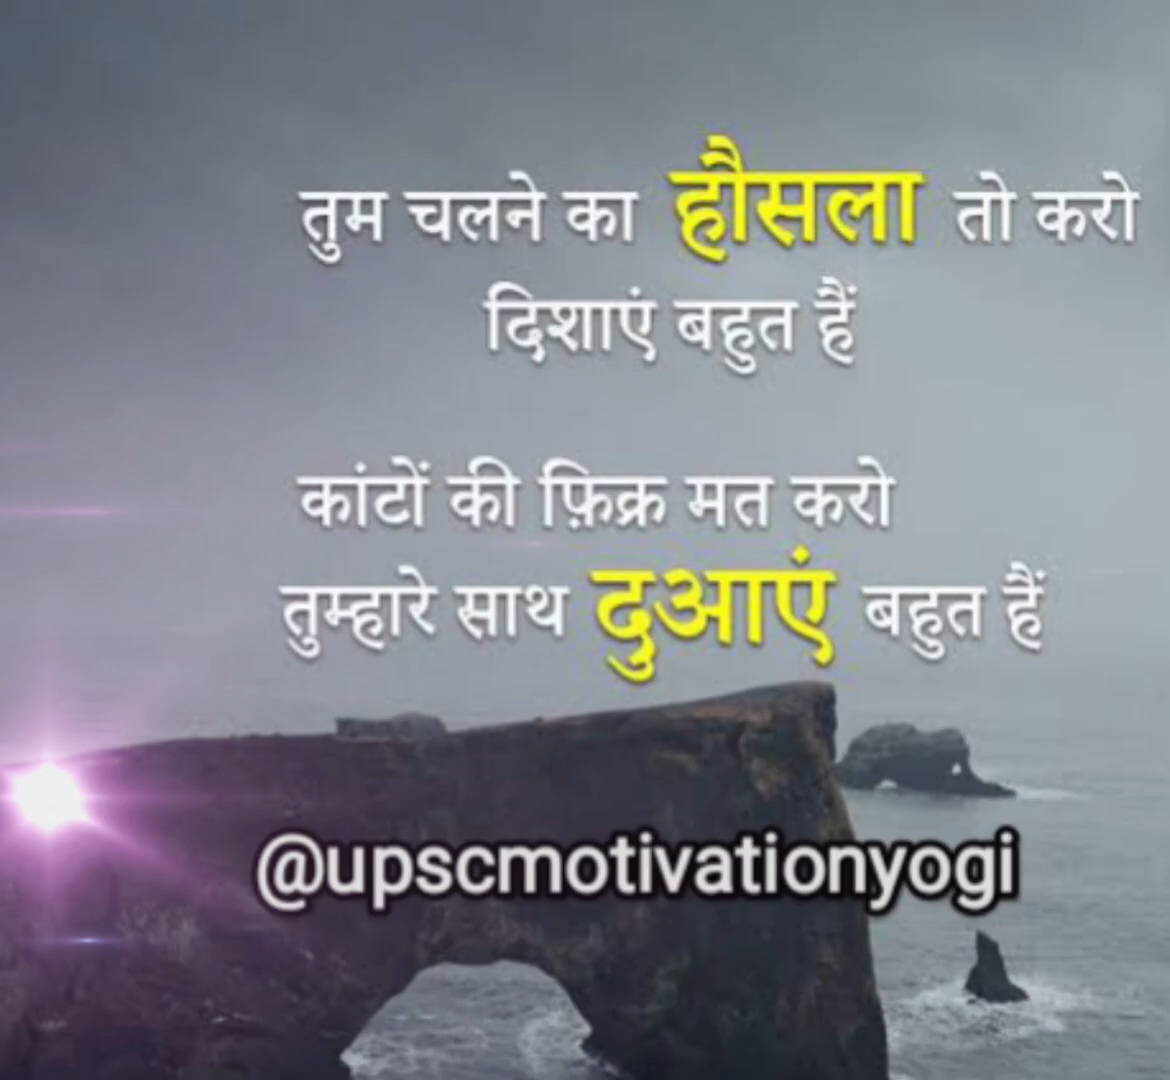 तुम चलने का हौसला तो करो
दिशाएं बहुत हैं
कांटों की फ़िक्र मत करो
तुम्हारे साथ दुआएं बहुत हैं
@upscmotivationyogi